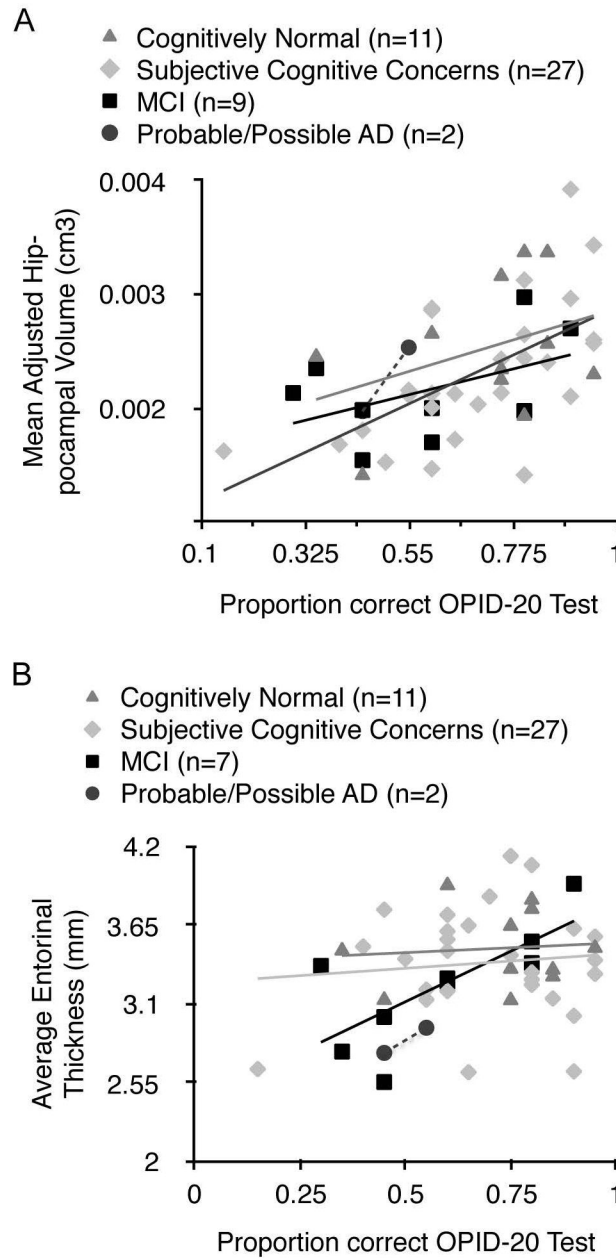 A
Cognitively Normal (n=11)
Subjective Cognitive Concerns (n=27)
MCI (n=9)
Probable/Possible AD (n=2)
Mean Adjusted Hip-
pocampal Volume (cm3)
0.004
0.003
0.002
0.1 0.325 0.55 0.775 1
Proportion correct OPID-20 Test
B
Cognitively Normal (n=11)
Subjective Cognitive Concerns (n=27)
MCI (n=7)
Probable/Possible AD (n=2)
Average Entorinal
Thickness (mm)
4.2
3.65
3.1
2.55
2
0 0.25 0.5 0.75 1
Proportion correct OPID-20 Test